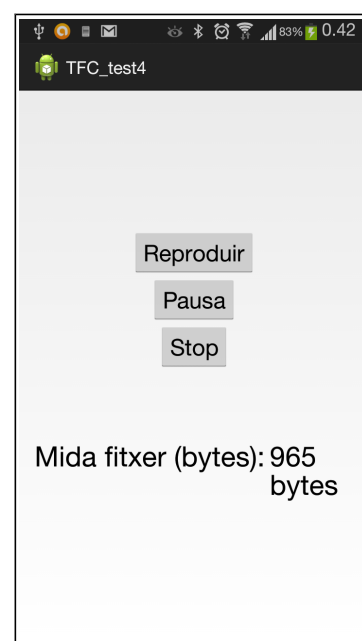 83% 0.42
TFC_test4
Reproduir
Pausa
Stop
Mida fitxer (bytes): 965
bytes